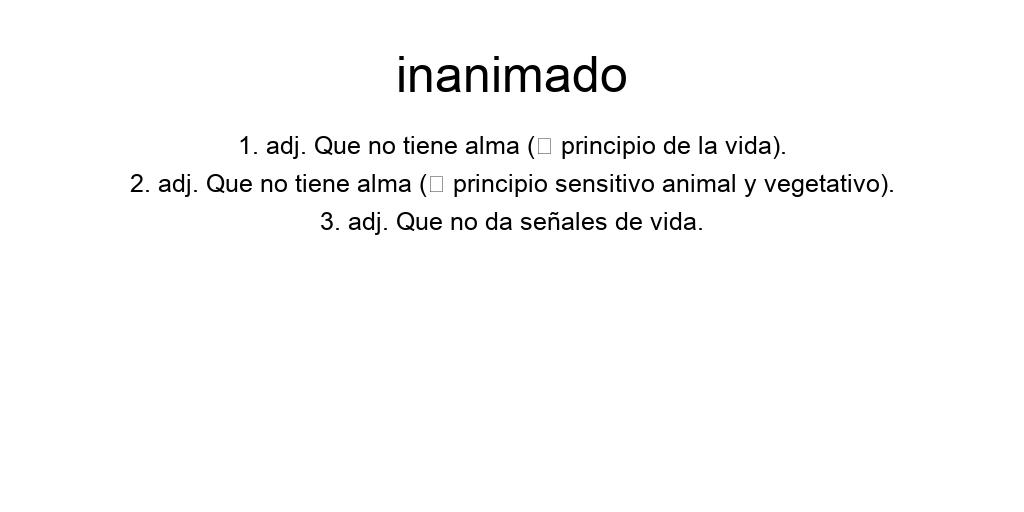 inanimado
1. adj. Que no tiene alma (□ principio de la vida).
2. adj. Que no tiene alma (□ principio sensitivo animal y vegetativo).
3. adj. Que no da señales de vida.